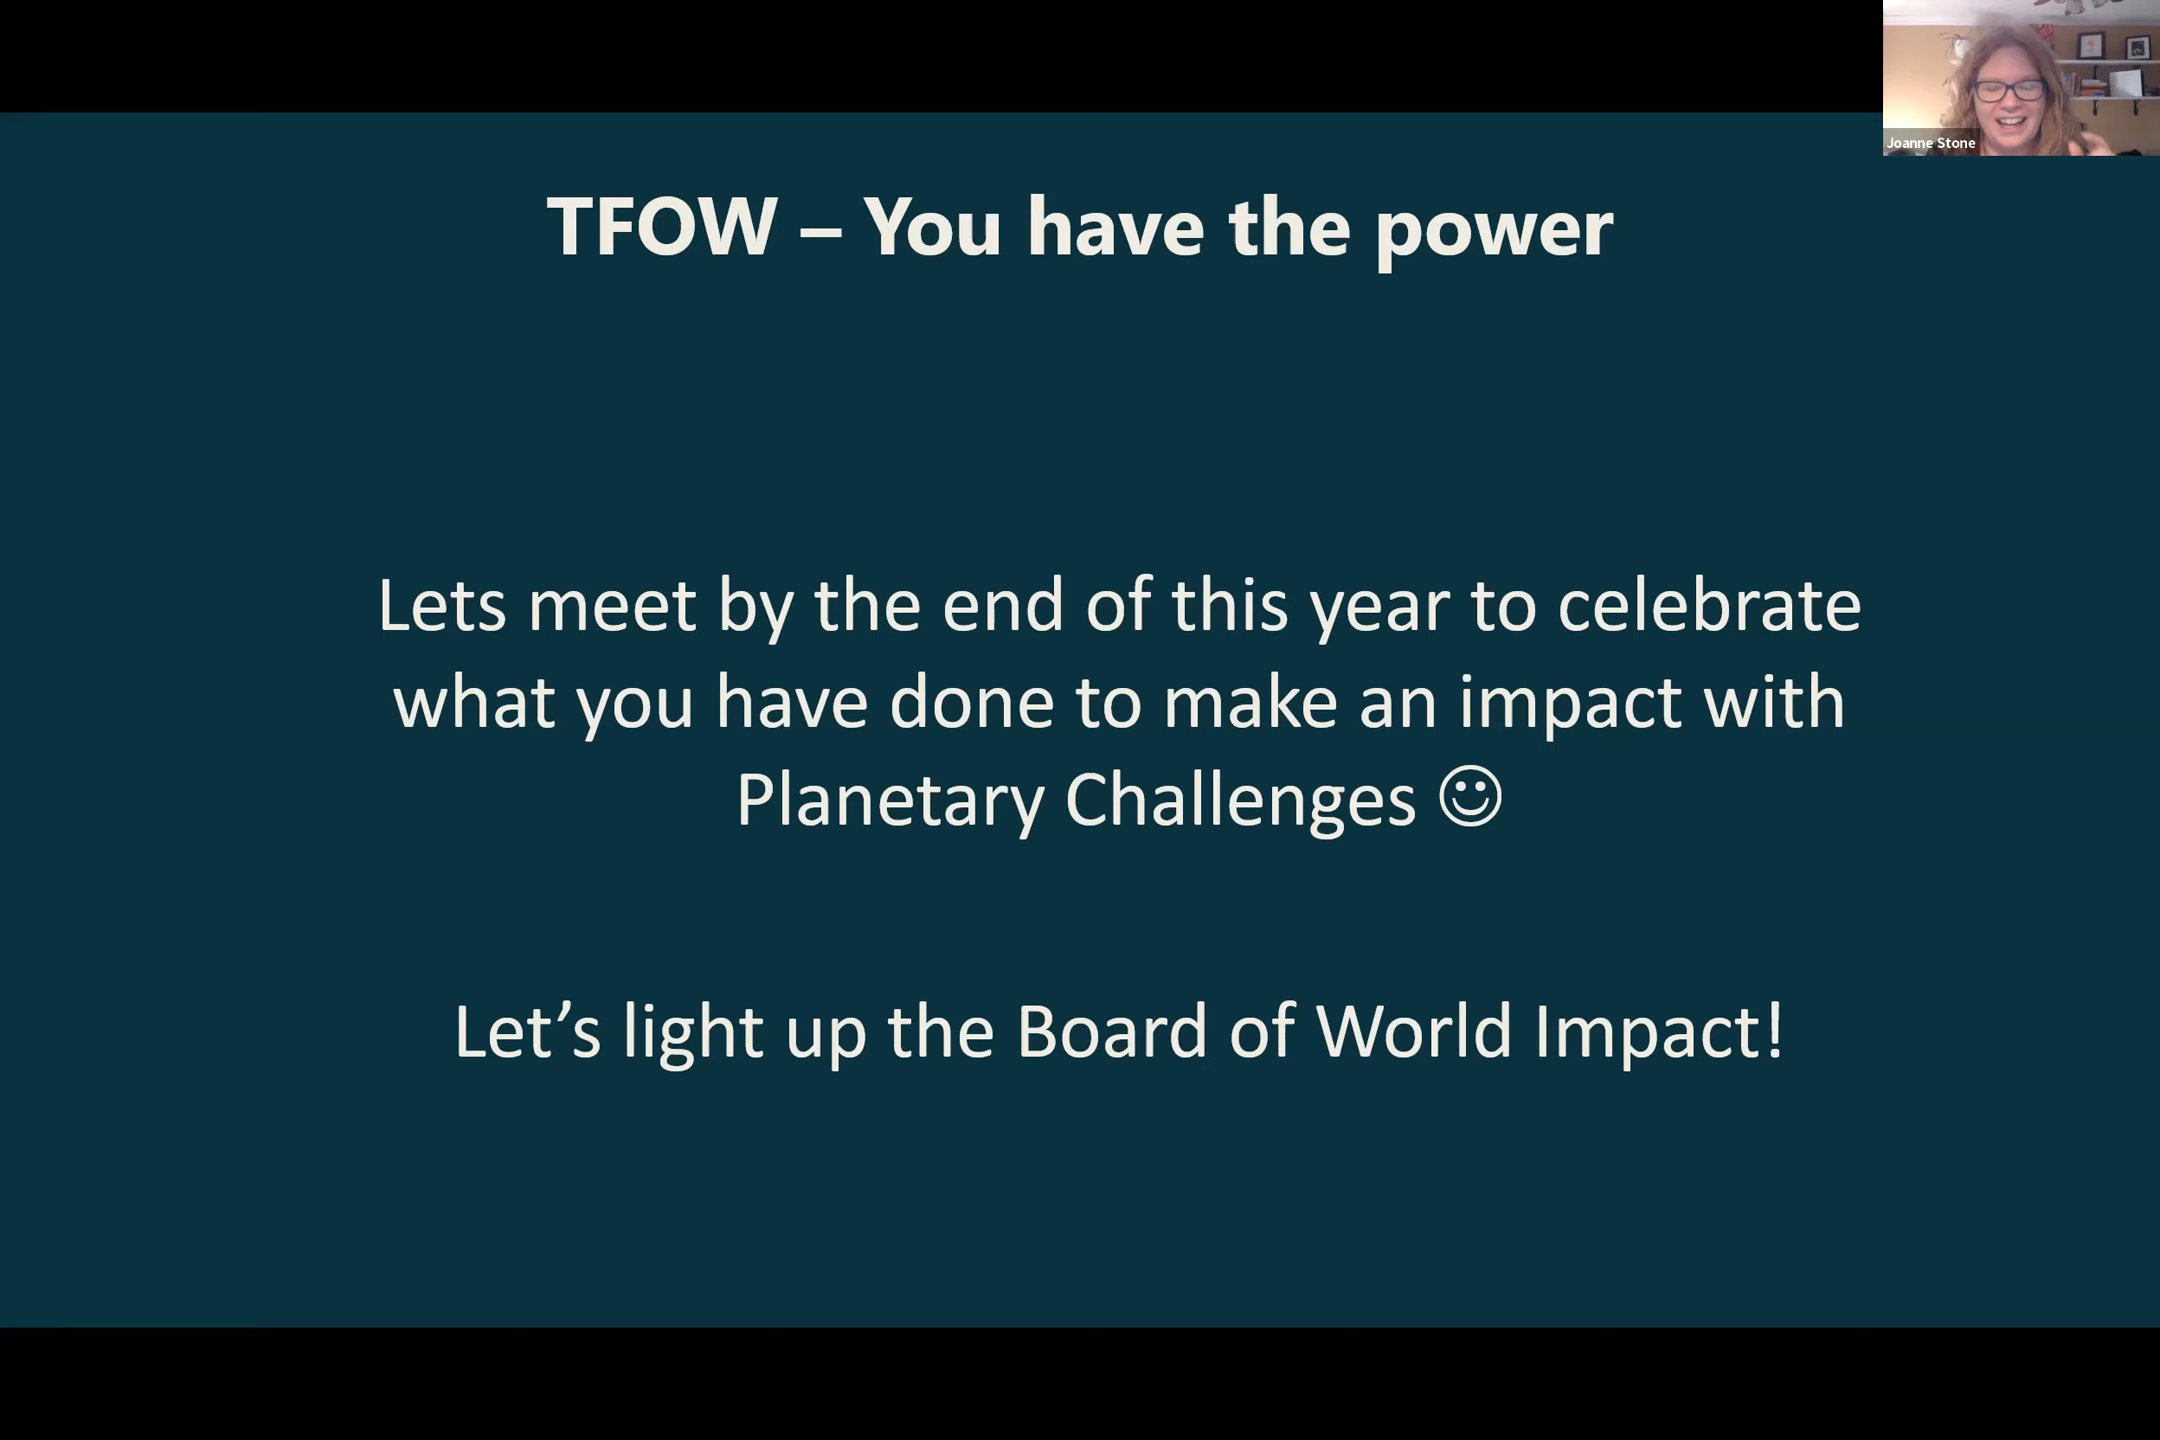 Joanne Stone
TFOW – You have the power
Lets meet by the end of this year to celebrate
what you have done to make an impact with
Planetary Challenges ☺
Let’s light up the Board of World Impact!